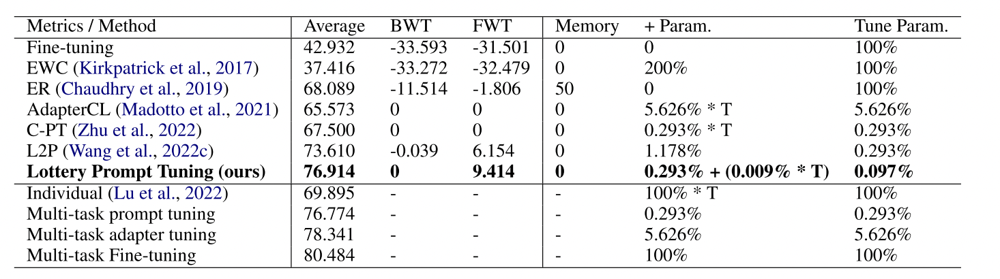 Metrics / Method Average BWT FWT Memory + Param. Tune Param.
Fine-tuning 42.932 -33.593 -31.501 0 0 100%
EWC (Kirkpatrick et al., 2017) 37.416 -33.272 -32.479 0 200% 100%
ER (Chaudhry et al., 2019) 68.089 -11.514 -1.806 50 0 100%
AdapterCL (Madotto et al., 2021) 65.573 0 0 0 5.626% * T 5.626%
C-PT (Zhu et al., 2022) 67.500 0 0 0 0.293% * T 0.293%
L2P (Wang et al., 2022c) 73.610 -0.039 6.154 0 1.178% 0.293%
Lottery Prompt Tuning (ours) 76.914 0 9.414 0 0.293% + (0.009% * T) 0.097%
Individual (Lu et al., 2022) 69.895 - - - 100% * T 100%
Multi-task prompt tuning 76.774 - - - 0.293% 0.293%
Multi-task adapter tuning 78.341 - - - 5.626% 5.626%
Multi-task Fine-tuning 80.484 - - - 100% 100%